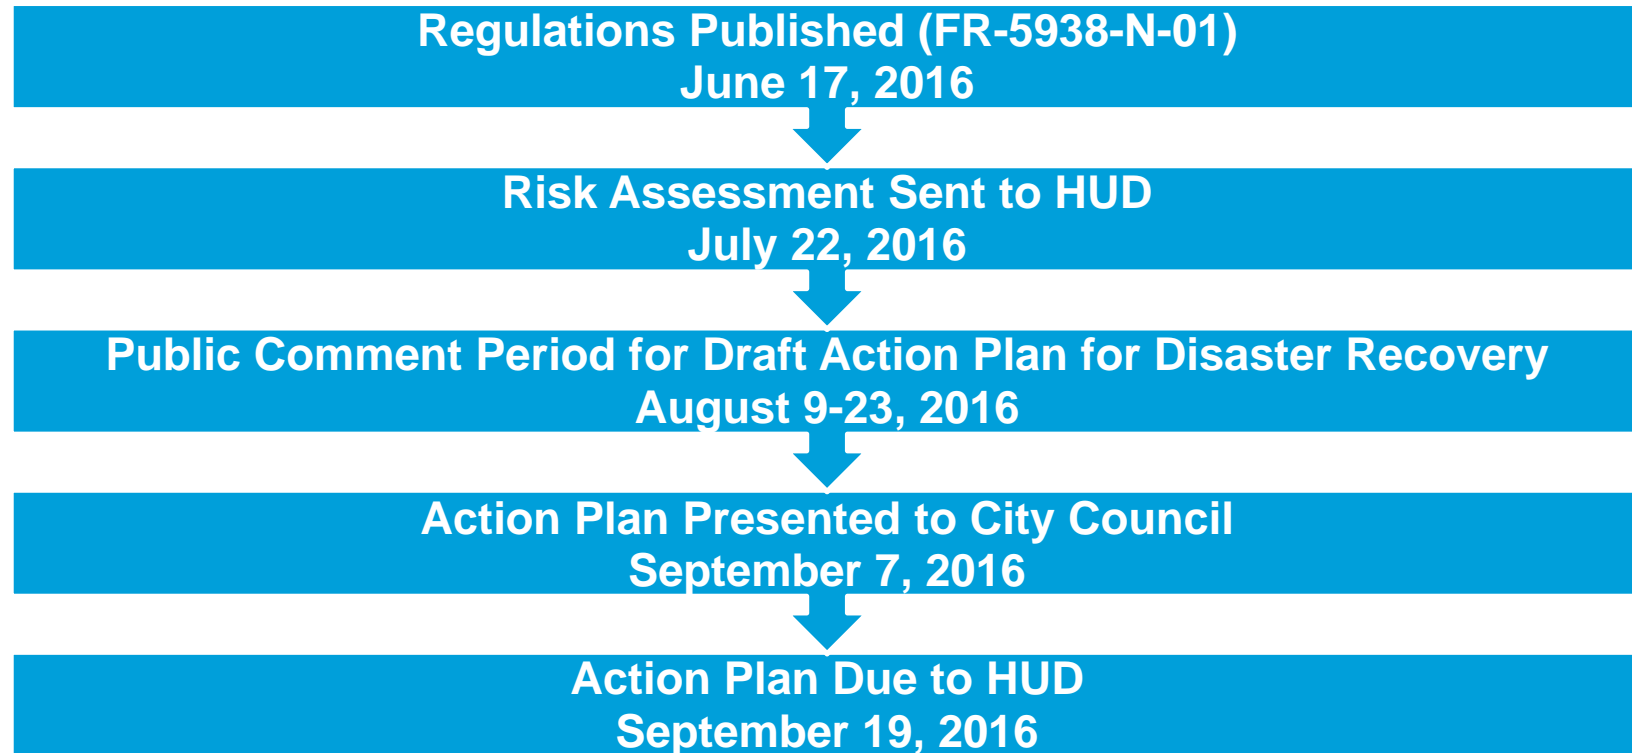 Regulations Published (FR-5938-N-01)
June 17, 2016
Risk Assessment Sent to HUD
July 22, 2016
Public Comment Period for Draft Action Plan for Disaster Recovery
August 9-23, 2016
Action Plan Presented to City Council
September 7, 2016
Action Plan Due to HUD
September 19, 2016